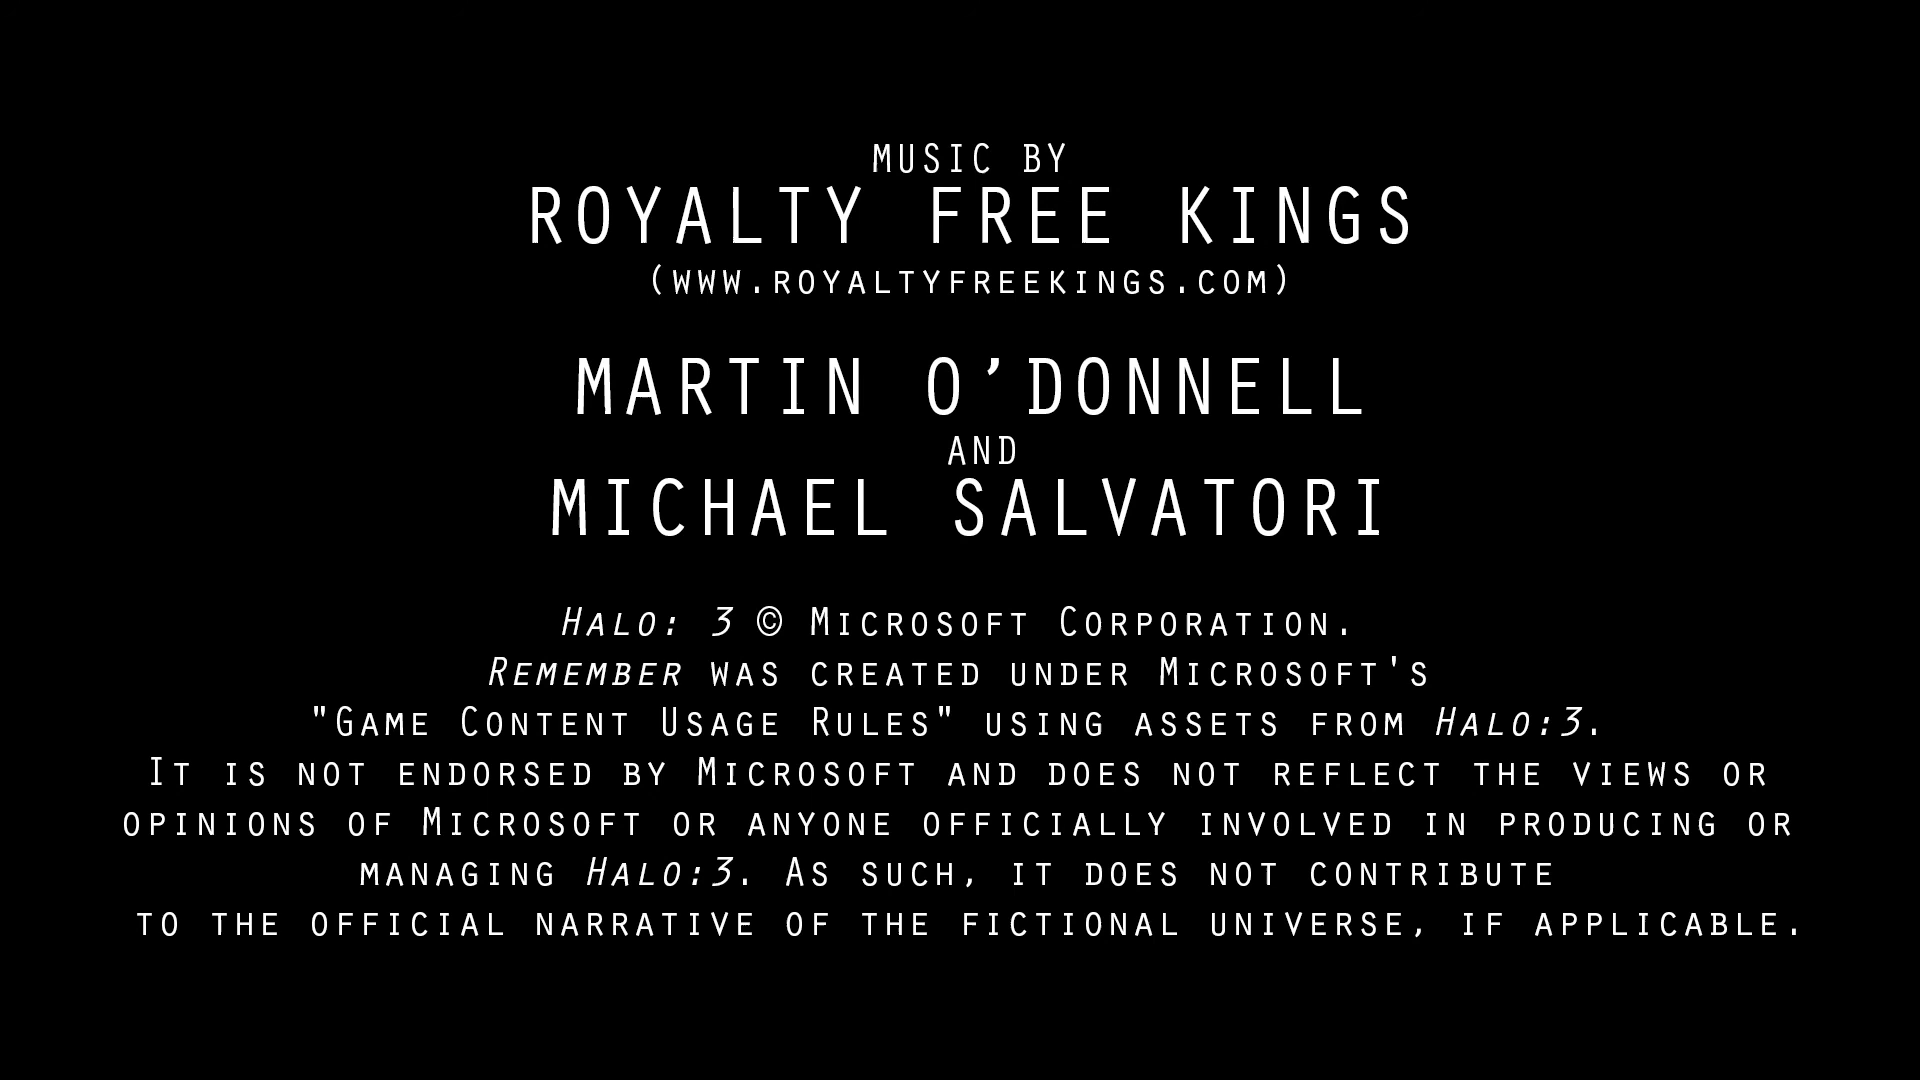 MUSIC BY
ROYALTY FREE KINGS
(WWW.ROYALTYFREEKINGS.COM)
MARTIN O’DONNELL
AND
MICHAEL SALVATORI
HALO: 3 © MICROSOFT CORPORATION.
REMEMBER WAS CREATED UNDER MICROSOFT'S
"GAME CONTENT USAGE RULES" USING ASSETS FROM HALO:3.
IT IS NOT ENDORSED BY MICROSOFT AND DOES NOT REFLECT THE VIEWS OR
OPINIONS OF MICROSOFT OR ANYONE OFFICIALLY INVOLVED IN PRODUCING OR
MANAGING HALO:3. AS SUCH, IT DOES NOT CONTRIBUTE
TO THE OFFICIAL NARRATIVE OF THE FICTIONAL UNIVERSE, IF APPLICABLE.